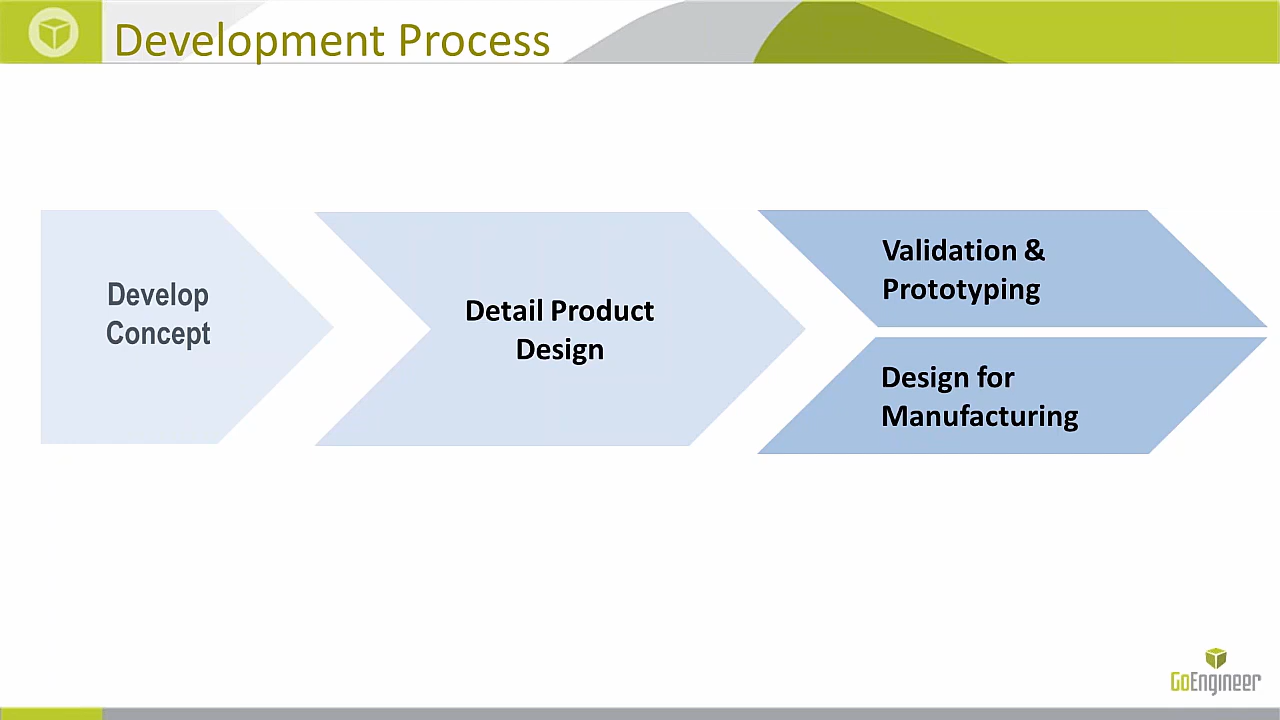 Development Process
Develop
Concept
Detail Product
Design
Validation &
Prototyping
Design for
Manufacturing
GoEngineer